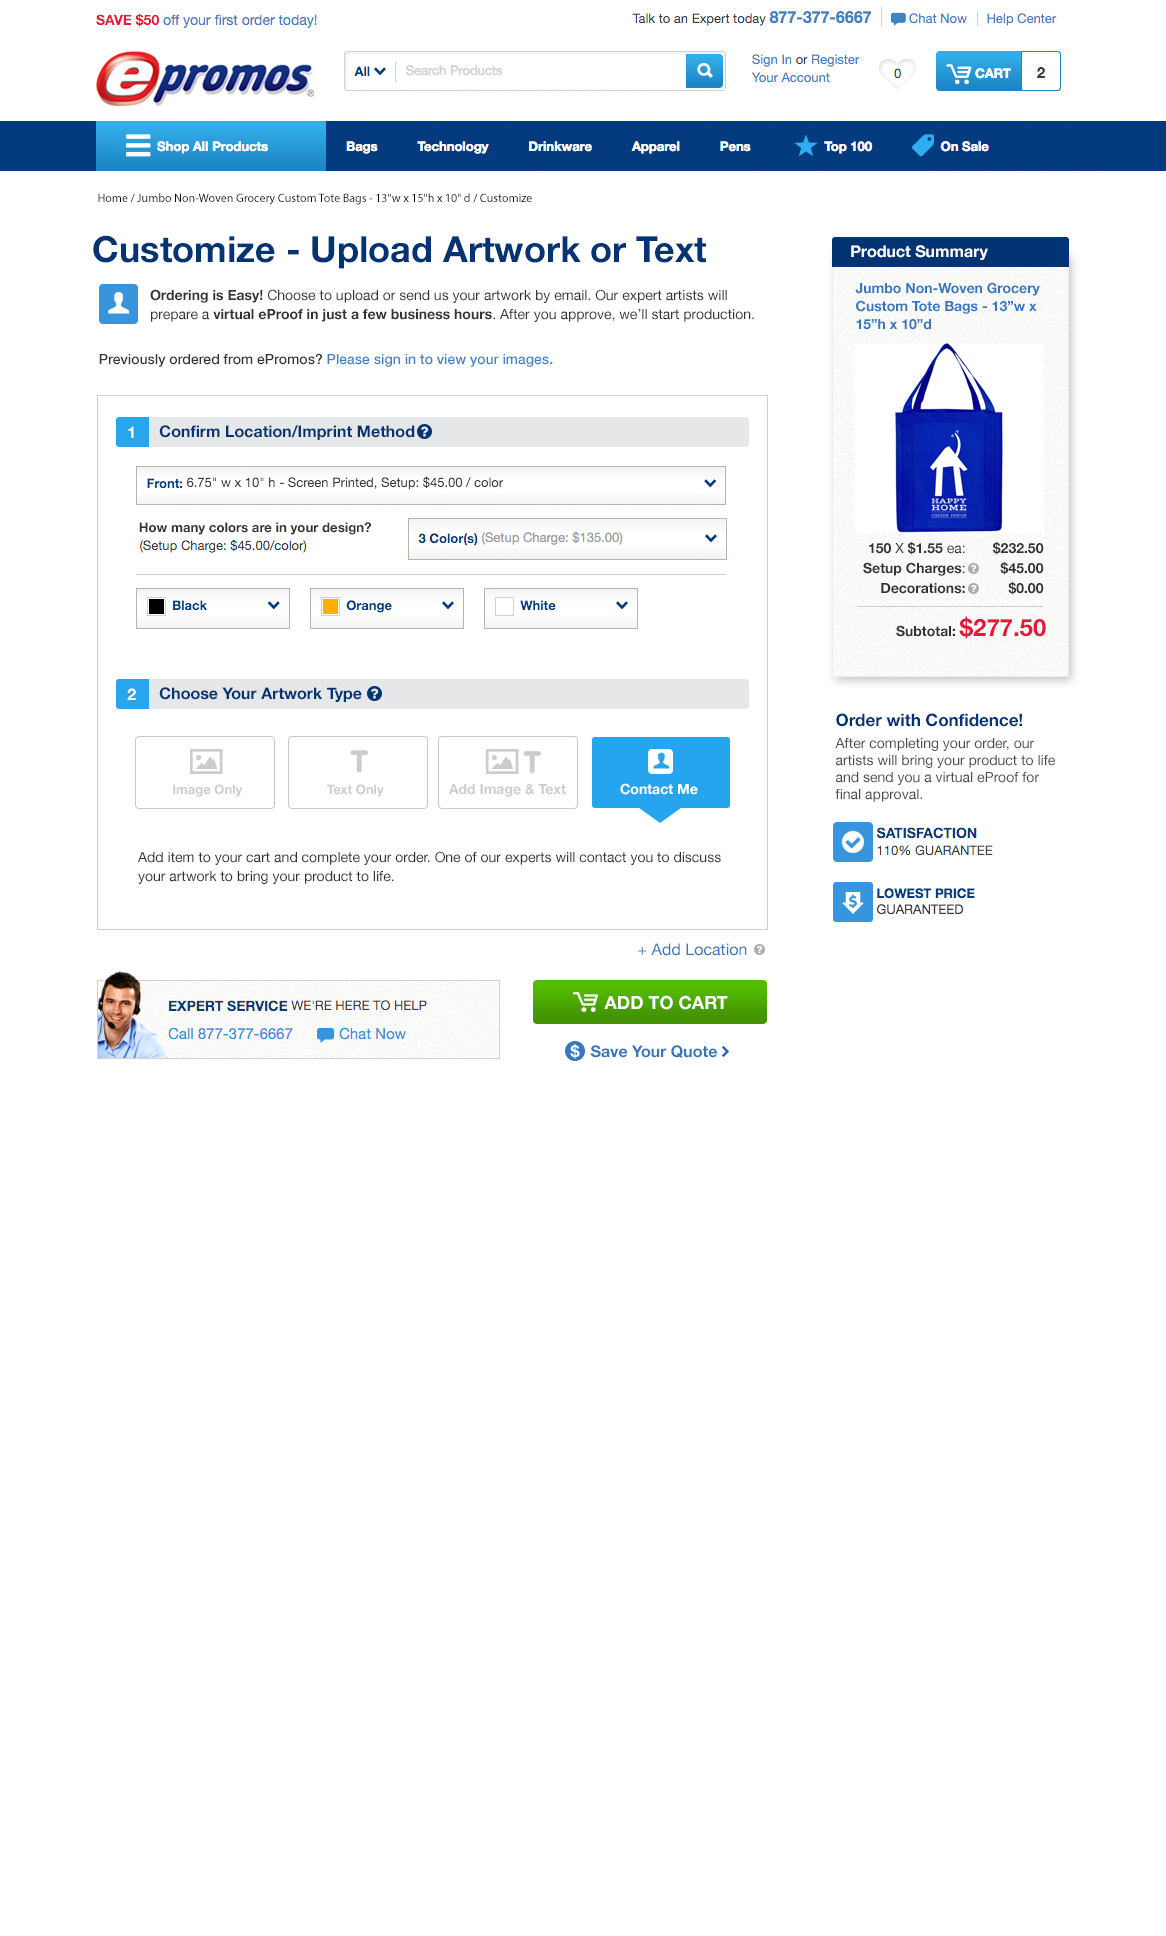 SAVE $50 off your first order today!
Talk to an Expert today 877-377-6667
Chat Now
Help Center
epromos®
All
Search Products
Sign In or Register
Your Account
0
CART
2
Shop All Products
Bags
Technology
Drinkware
Apparel
Pens
Top 100
On Sale
Home / Jumbo Non-Woven Grocery Custom Tote Bags - 13"w x 15"h x 10" d / Customize
Customize - Upload Artwork or Text
Ordering is Easy! Choose to upload or send us your artwork by email. Our expert artists will
prepare a virtual eProof in just a few business hours. After you approve, we'll start production.
Previously ordered from ePromos? Please sign in to view your images.
1 Confirm Location/Imprint Method ?
Front: 6.75" w x 10" h - Screen Printed, Setup: $45.00 / color
How many colors are in your design?
(Setup Charge: $45.00/color)
3 Color(s) (Setup Charge: $135.00)
Black
Orange
White
2 Choose Your Artwork Type ?
Image Only
T
Text Only
T
Add Image & Text
Contact Me
Add item to your cart and complete your order. One of our experts will contact you to discuss
your artwork to bring your product to life.
+ Add Location ?
EXPERT SERVICE WE'RE HERE TO HELP
Call 877-377-6667
Chat Now
ADD TO CART
$ Save Your Quote
Product Summary
Jumbo Non-Woven Grocery
Custom Tote Bags - 13”w x
15”h x 10”d
HAPPY
HOME
canine rescue
150 X $1.55 ea: $232.50
Setup Charges: ? $45.00
Decorations: ? $0.00
Subtotal: $277.50
Order with Confidence!
After completing your order, our
artists will bring your product to life
and send you a virtual eProof for
final approval.
SATISFACTION
110% GUARANTEE
$
LOWEST PRICE
GUARANTEED